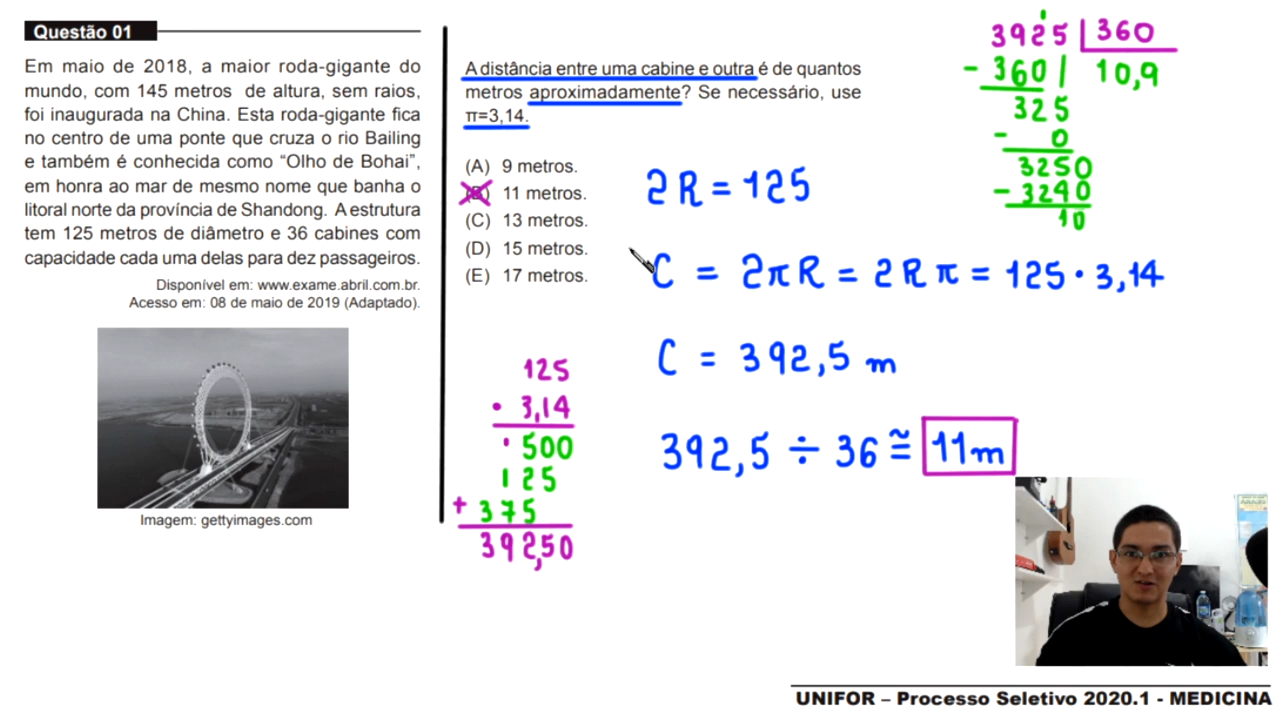 Questão 01
Em maio de 2018, a maior roda-gigante do
mundo, com 145 metros de altura, sem raios,
foi inaugurada na China. Esta roda-gigante fica
no centro de uma ponte que cruza o rio Bailing
e também é conhecida como “Olho de Bohai”,
em honra ao mar de mesmo nome que banha o
litoral norte da província de Shandong. A estrutura
tem 125 metros de diâmetro e 36 cabines com
capacidade cada uma delas para dez passageiros.
Disponível em: www.exame.abril.com.br.
Acesso em: 08 de maio de 2019 (Adaptado).
Imagem: gettyimages.com
A distância entre uma cabine e outra é de quantos
metros aproximadamente? Se necessário, use
π=3,14.
(A) 9 metros.
(B) 11 metros.
(C) 13 metros.
(D) 15 metros.
(E) 17 metros.
125
· 3,14
· 500
125
+ 375
392,50
2R = 125
C = 2πR = 2Rπ = 125 · 3,14
C = 392,5 m
392,5 ÷ 36 ≅ 11m
3925 360
- 360 10,9
325
- 0
3250
- 3240
10
UNIFOR – Processo Seletivo 2020.1 - MEDICINA